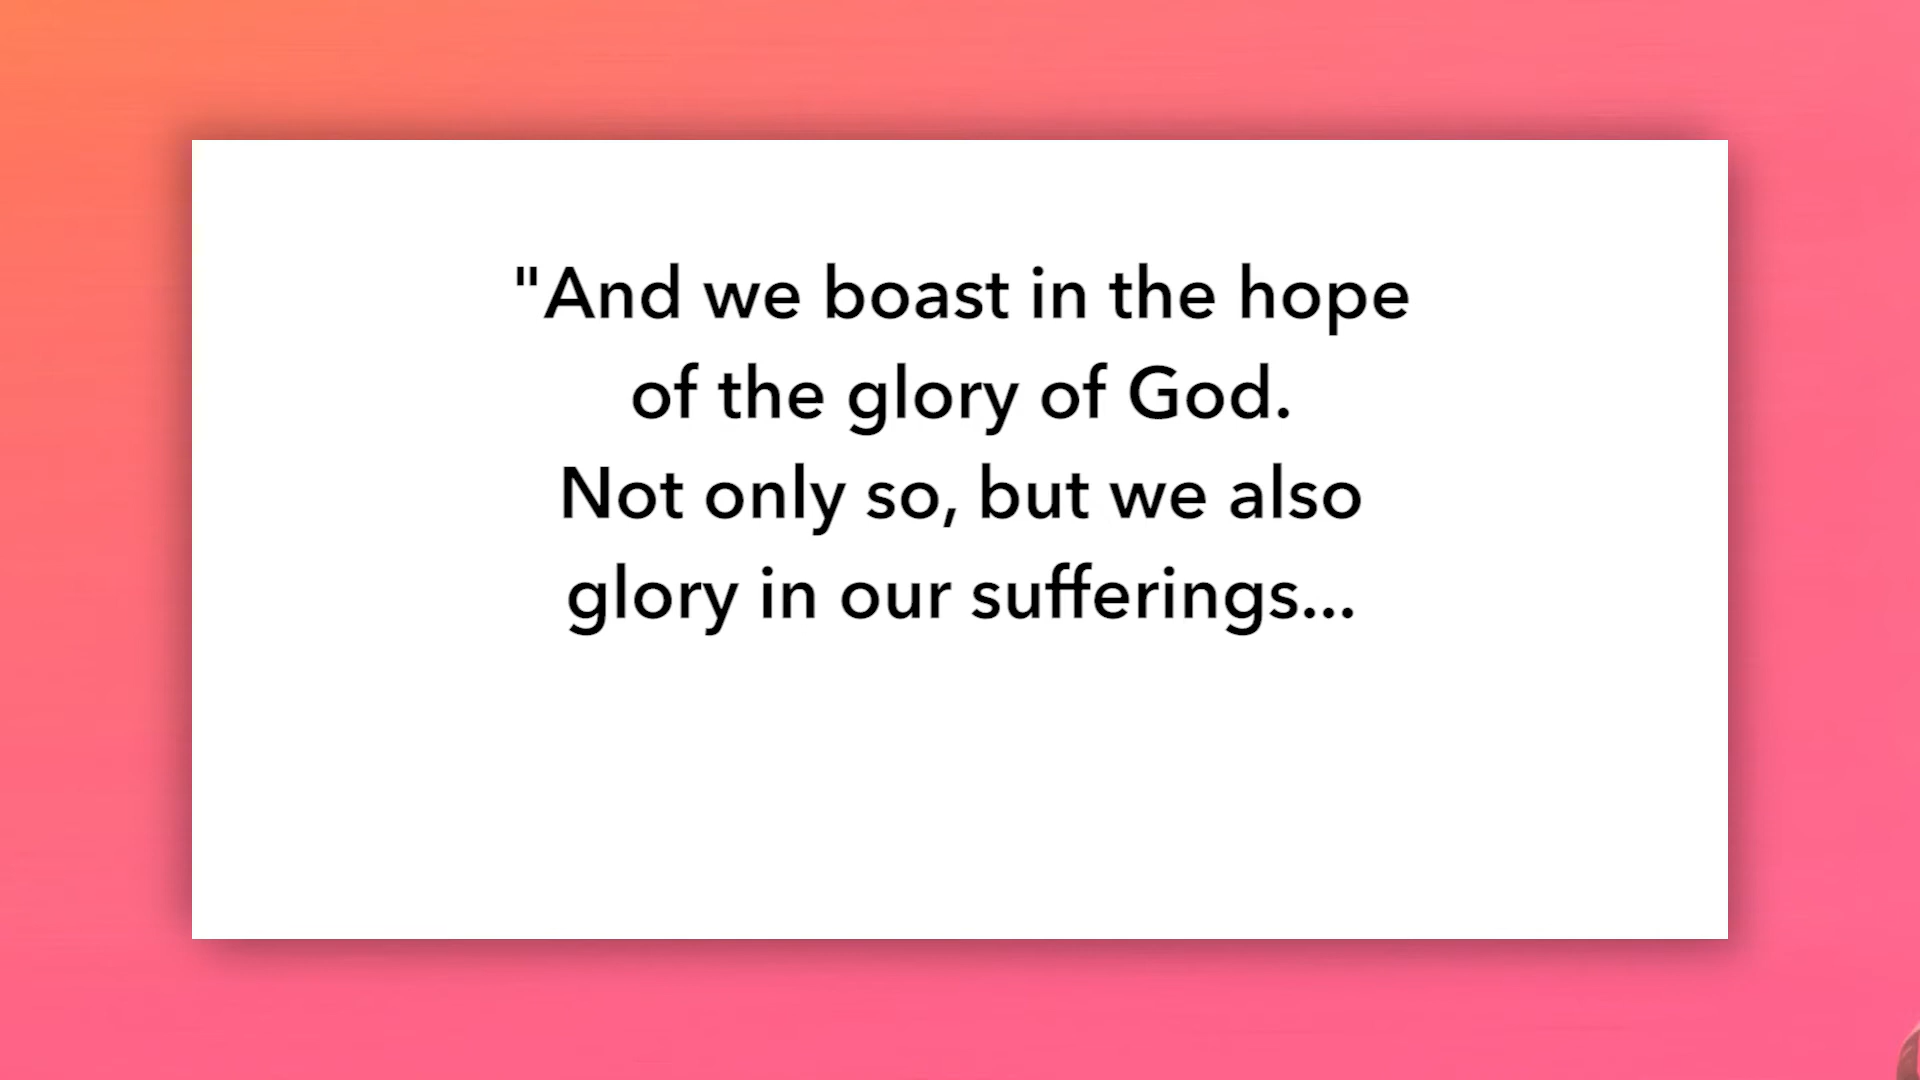 "And we boast in the hope
of the glory of God.
Not only so, but we also
glory in our sufferings...